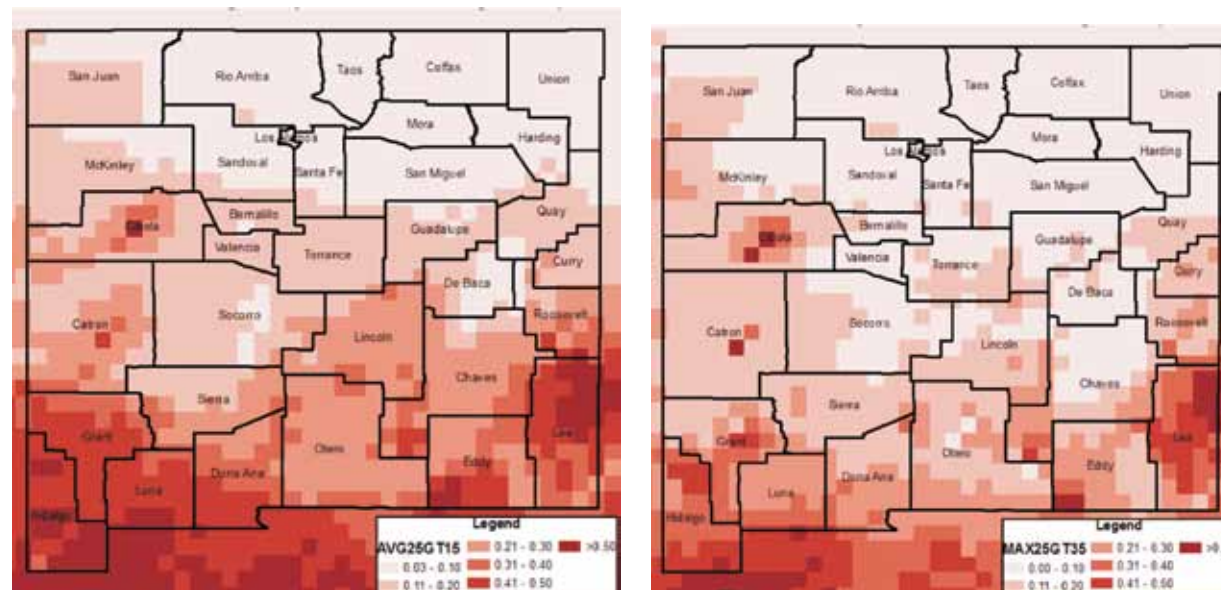 San Juan
Rio Arriba
Taos
Colfax
Union
Mora
Harding
Los
Sandoval
Santa Fe
McKinley
San Miguel
Quay
Bernalillo
Guadalupe
Valencia
Torrance
Curry
De Baca
Catron
Socorro
Roosevelt
Lincoln
Chaves
Sierra
Grant
Lea
Otero
Eddy
Dona Ana
Luna
Hidalgo
Legend
AVG25GT15
0.03 - 0.10
0.11 - 0.20
0.21 - 0.30
0.31 - 0.40
0.41 - 0.50
>0.50
San Juan
Rio Arriba
Taos
Colfax
Union
Mora
Harding
Los
Sandoval
Santa Fe
McKinley
San Miguel
Quay
Bernalillo
Guadalupe
Valencia
Torrance
Curry
De Baca
Catron
Socorro
Roosevelt
Lincoln
Chaves
Sierra
Grant
Lea
Otero
Eddy
Dona Ana
Luna
Hidalgo
Legend
MAX25GT35
0.00 - 0.10
0.11 - 0.20
0.21 - 0.30
0.31 - 0.40
0.41 - 0.50
>0